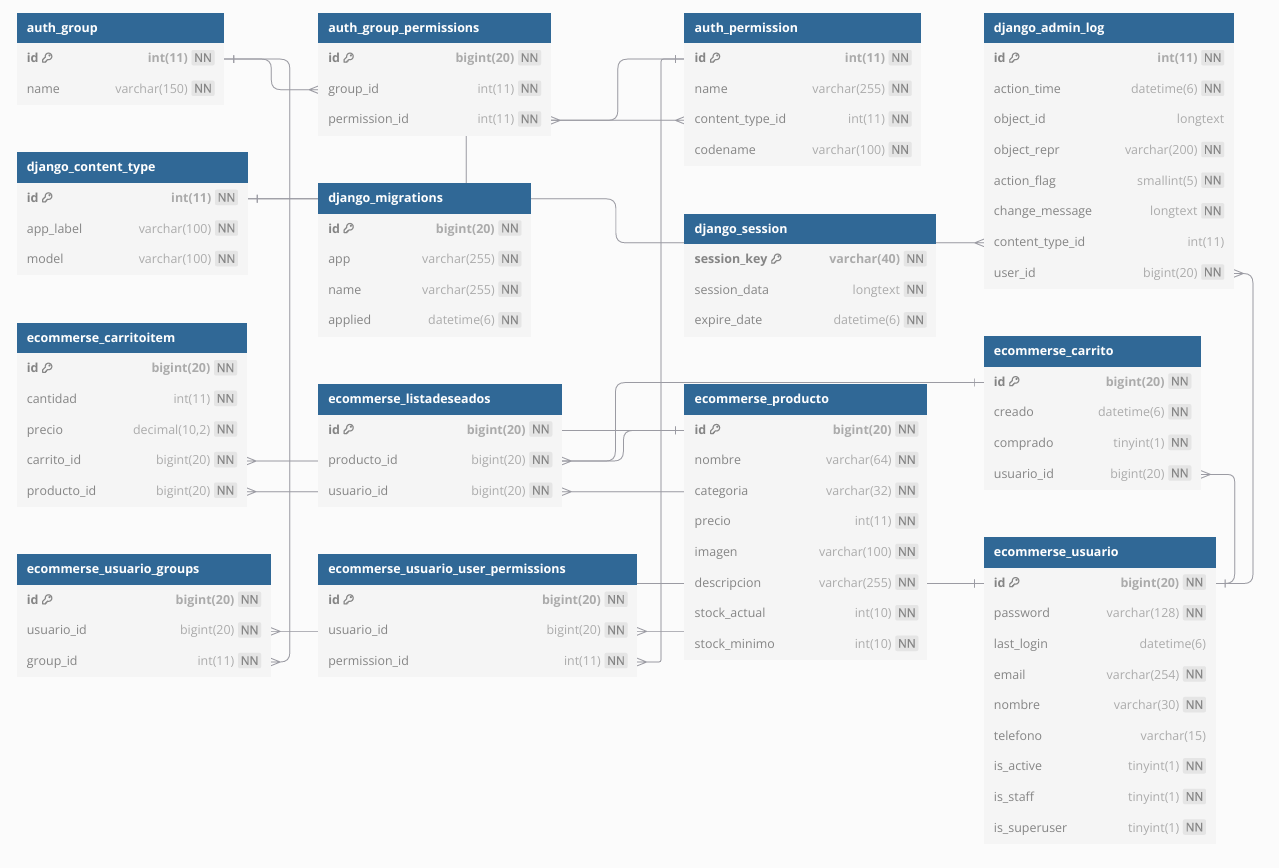 auth_group
id int(11) NN
name varchar(150) NN
auth_group_permissions
id bigint(20) NN
group_id int(11) NN
permission_id int(11) NN
auth_permission
id int(11) NN
name varchar(255) NN
content_type_id int(11) NN
codename varchar(100) NN
django_admin_log
id int(11) NN
action_time datetime(6) NN
object_id longtext
object_repr varchar(200) NN
action_flag smallint(5) NN
change_message longtext NN
content_type_id int(11)
user_id bigint(20) NN
django_content_type
id int(11) NN
app_label varchar(100) NN
model varchar(100) NN
django_migrations
id bigint(20) NN
app varchar(255) NN
name varchar(255) NN
applied datetime(6) NN
django_session
session_key varchar(40) NN
session_data longtext NN
expire_date datetime(6) NN
ecommerse_carritoitem
id bigint(20) NN
cantidad int(11) NN
precio decimal(10,2) NN
carrito_id bigint(20) NN
producto_id bigint(20) NN
ecommerse_listadeseados
id bigint(20) NN
producto_id bigint(20) NN
usuario_id bigint(20) NN
ecommerse_producto
id bigint(20) NN
nombre varchar(64) NN
categoria varchar(32) NN
precio int(11) NN
imagen varchar(100) NN
descripcion varchar(255) NN
stock_actual int(10) NN
stock_minimo int(10) NN
ecommerse_carrito
id bigint(20) NN
creado datetime(6) NN
comprado tinyint(1) NN
usuario_id bigint(20) NN
ecommerse_usuario_groups
id bigint(20) NN
usuario_id bigint(20) NN
group_id int(11) NN
ecommerse_usuario_user_permissions
id bigint(20) NN
usuario_id bigint(20) NN
permission_id int(11) NN
ecommerse_usuario
id bigint(20) NN
password varchar(128) NN
last_login datetime(6)
email varchar(254) NN
nombre varchar(30) NN
telefono varchar(15)
is_active tinyint(1) NN
is_staff tinyint(1) NN
is_superuser tinyint(1) NN